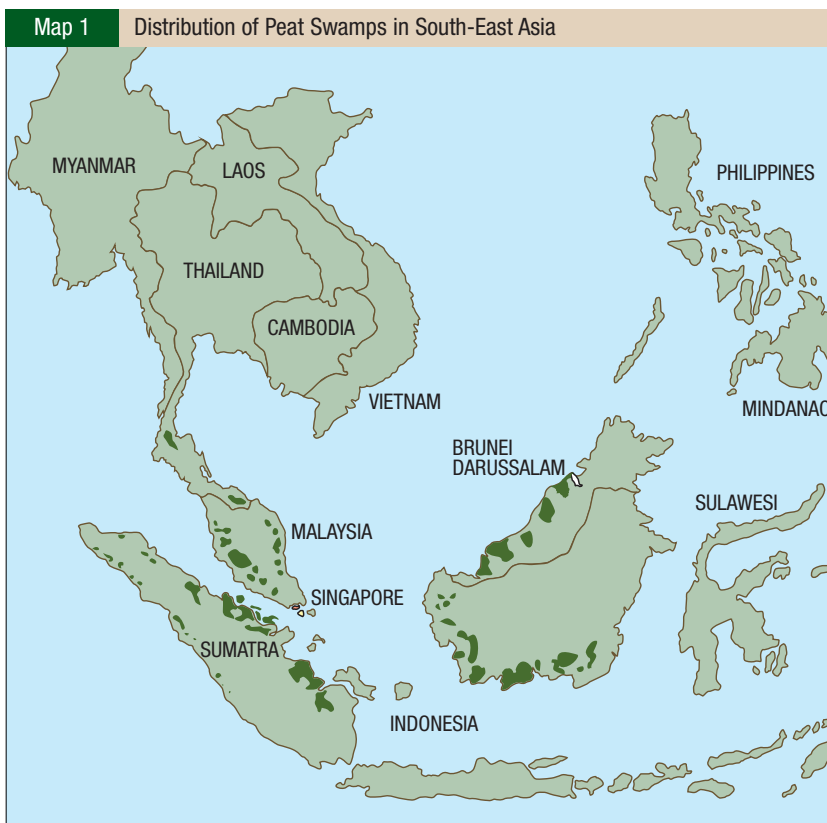 Map 1
Distribution of Peat Swamps in South-East Asia
MYANMAR
LAOS
PHILIPPINES
THAILAND
CAMBODIA
VIETNAM
MINDANAO
BRUNEI
DARUSSALAM
SULAWESI
MALAYSIA
SINGAPORE
SUMATRA
INDONESIA